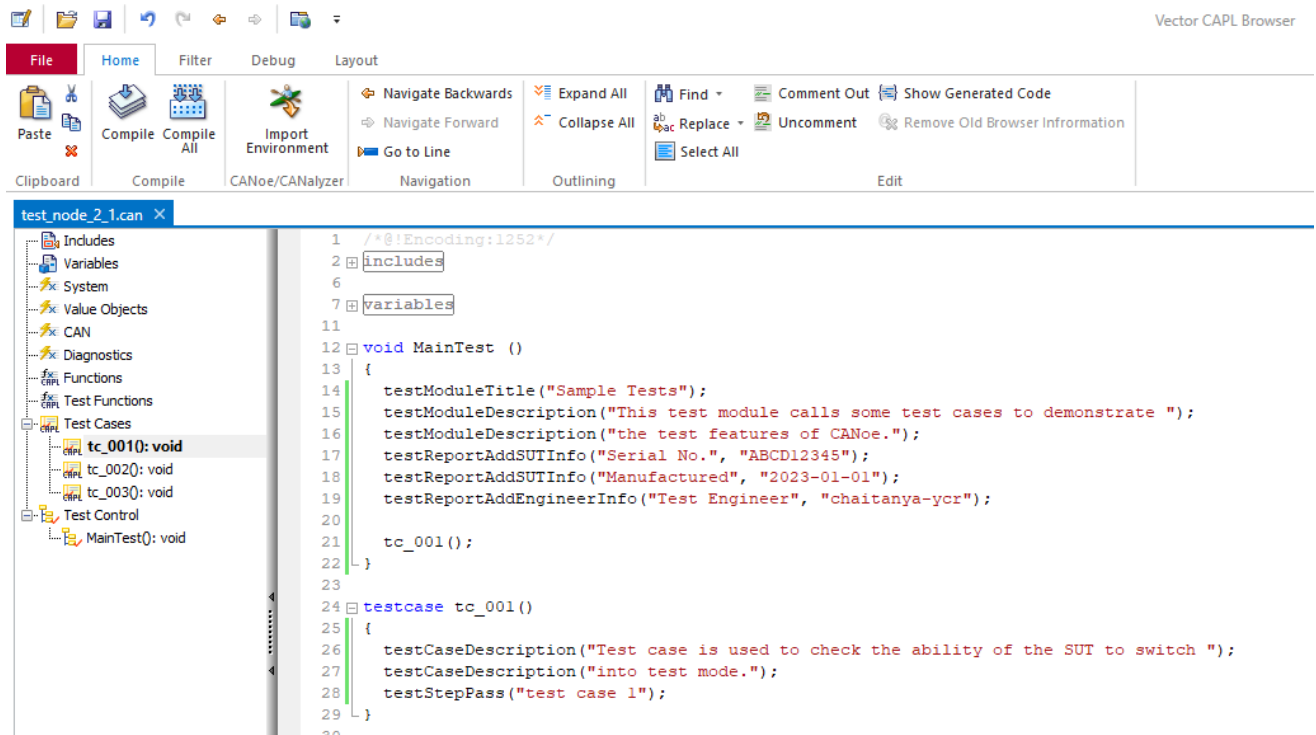 Vector CAPL Browser
File Home Filter Debug Layout
Paste
Clipboard
Compile Compile All
Compile
Import Environment
CANoe/CANalyzer
Navigate Backwards
Navigate Forward
Go to Line
Navigation
Expand All
Collapse All
Outlining
Find
Replace
Select All
Comment Out
Uncomment
Show Generated Code
Remove Old Browser Infrormation
Edit
test_node_2_1.can
Includes
Variables
System
Value Objects
CAN
Diagnostics
Functions
Test Functions
Test Cases
tc_001(): void
tc_002(): void
tc_003(): void
Test Control
MainTest(): void
1 /*@!Encoding:1252*/
2 includes
6
7 variables
11
12 void MainTest ()
13 {
14 testModuleTitle("Sample Tests");
15 testModuleDescription("This test module calls some test cases to demonstrate ");
16 testModuleDescription("the test features of CANoe.");
17 testReportAddSUTInfo("Serial No.", "ABCD12345");
18 testReportAddSUTInfo("Manufactured", "2023-01-01");
19 testReportAddEngineerInfo("Test Engineer", "chaitanya-ycr");
20
21 tc_001();
22 }
23
24 testcase tc_001()
25 {
26 testCaseDescription("Test case is used to check the ability of the SUT to switch ");
27 testCaseDescription("into test mode.");
28 testStepPass("test case 1");
29 }